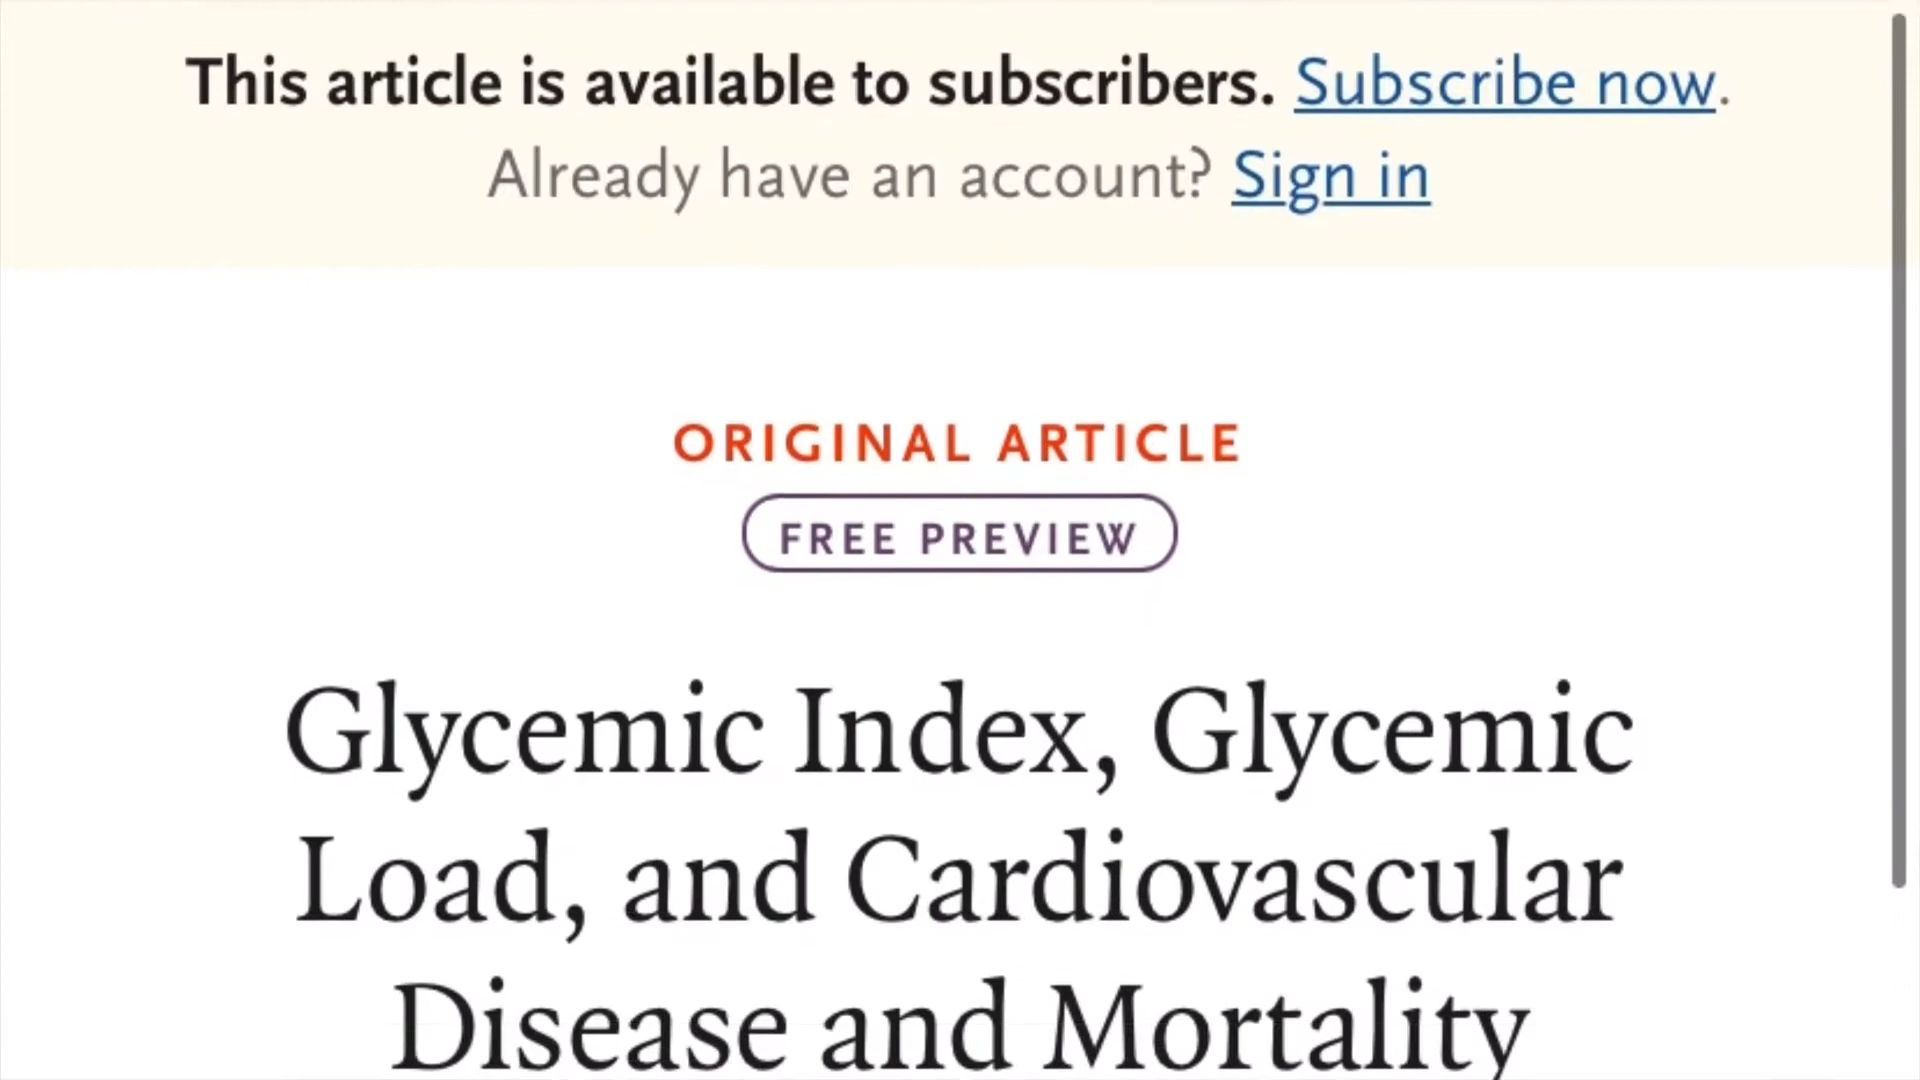 This article is available to subscribers. Subscribe now.
Already have an account? Sign in
ORIGINAL ARTICLE
FREE PREVIEW
Glycemic Index, Glycemic
Load, and Cardiovascular
Disease and Mortality